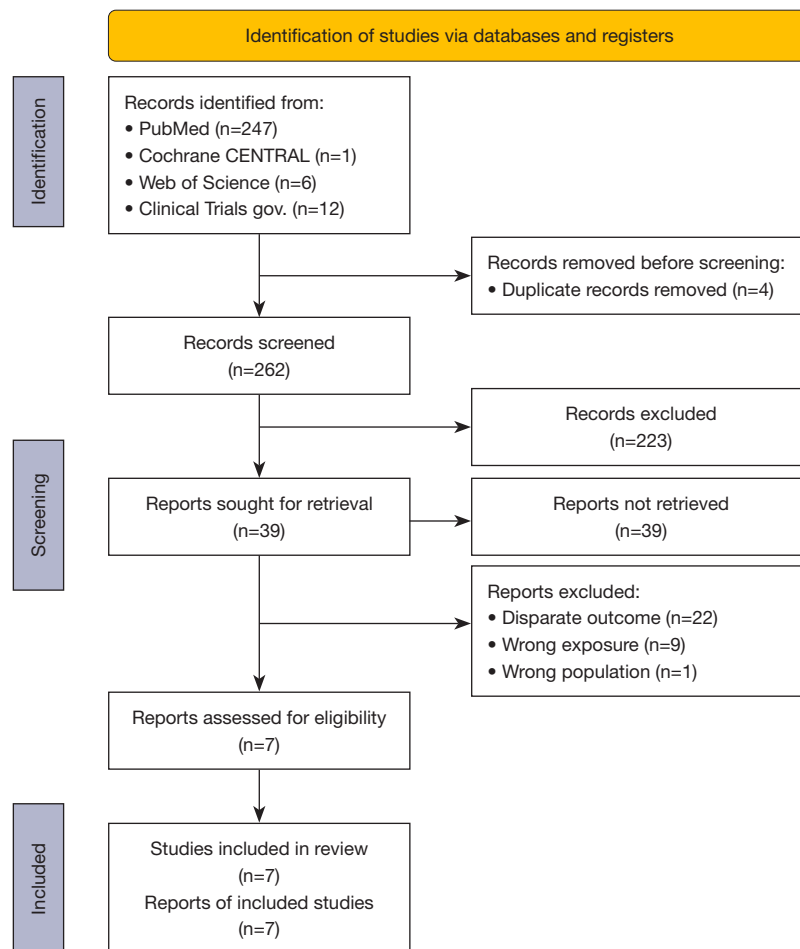 Identification of studies via databases and registers
Identification
Records identified from:
• PubMed (n=247)
• Cochrane CENTRAL (n=1)
• Web of Science (n=6)
• Clinical Trials gov. (n=12)
Records removed before screening:
• Duplicate records removed (n=4)
Records screened
(n=262)
Records excluded
(n=223)
Screening
Reports sought for retrieval
(n=39)
Reports not retrieved
(n=39)
Reports excluded:
• Disparate outcome (n=22)
• Wrong exposure (n=9)
• Wrong population (n=1)
Reports assessed for eligibility
(n=7)
Included
Studies included in review
(n=7)
Reports of included studies
(n=7)